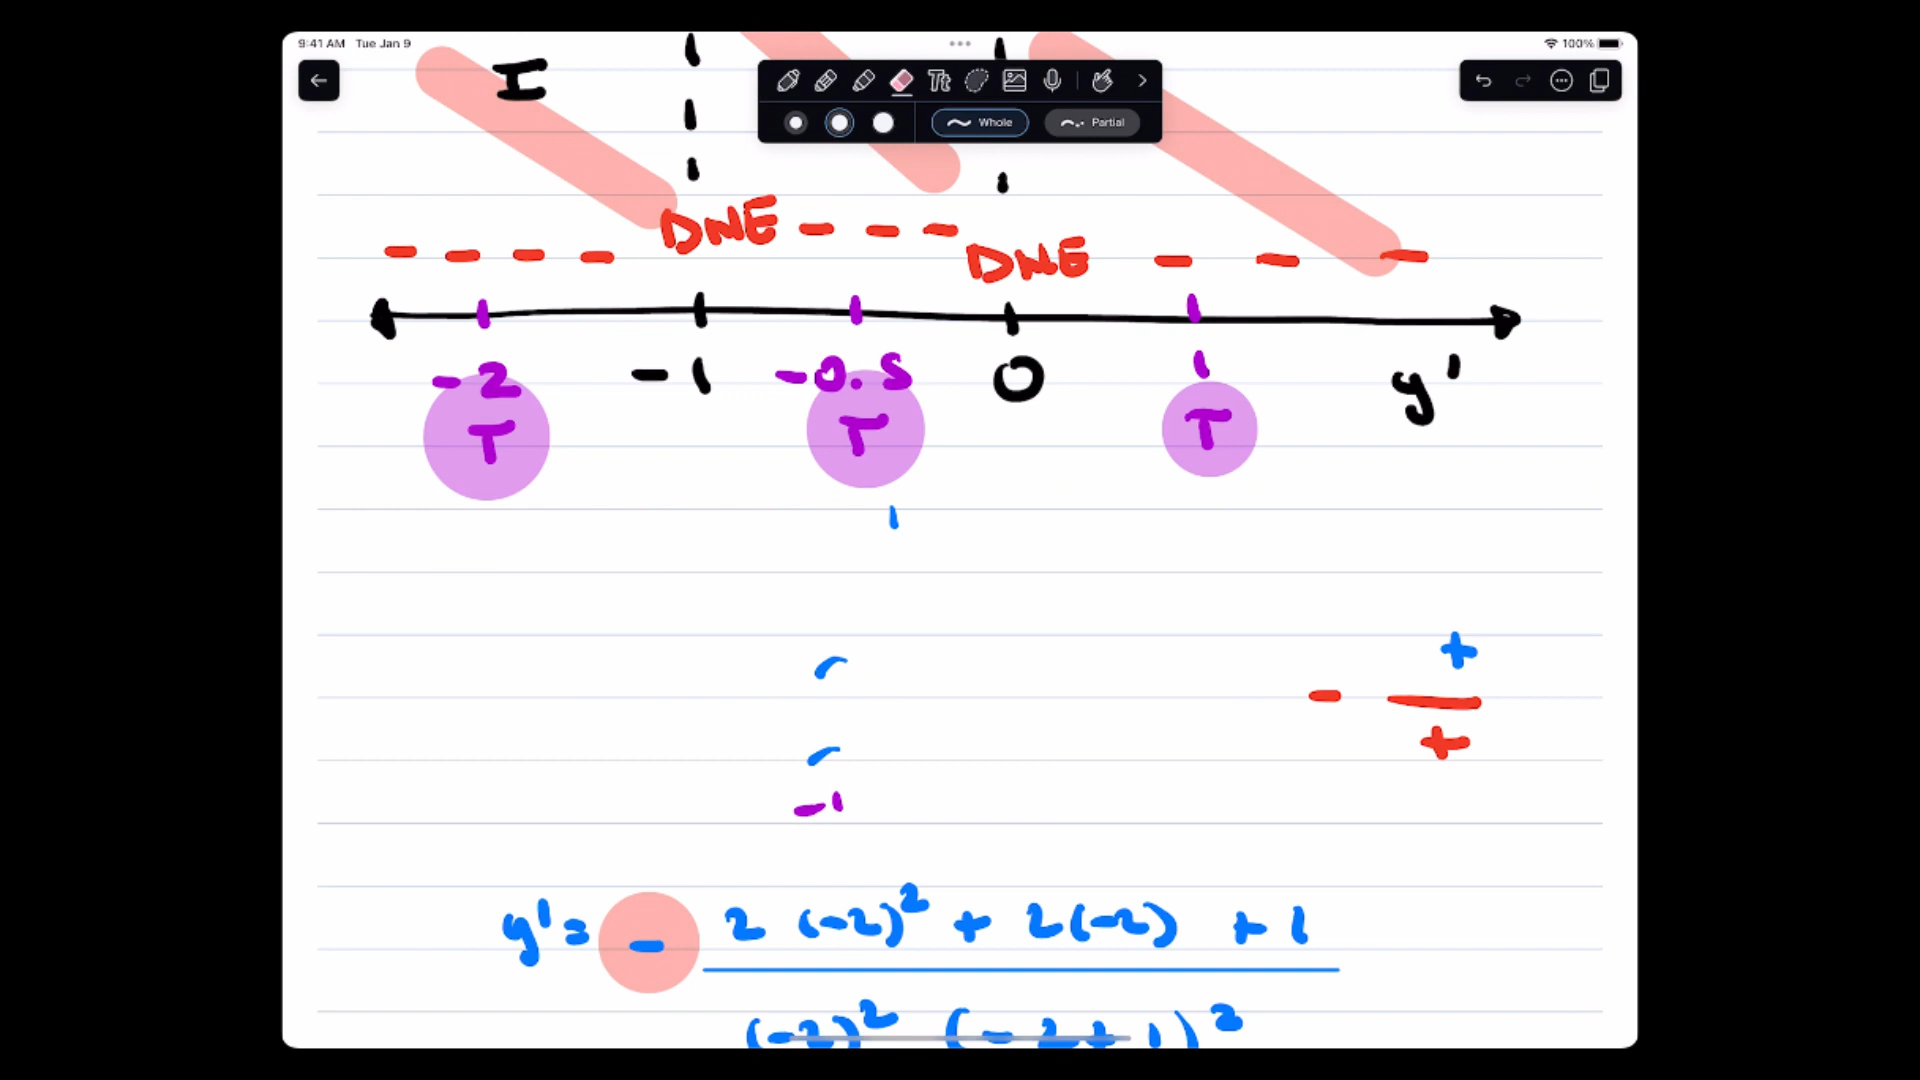 9:41 AM Tue Jan 9
100%
I
Tt
Whole Partial
- - - - DNE - - - DNE - - -
-2 -1 -0.5 0 1 y'
T T T
+
-
+
-1
y'= - 2 (-2)² + 2(-2) + 1
(-2)² (-2+1)²